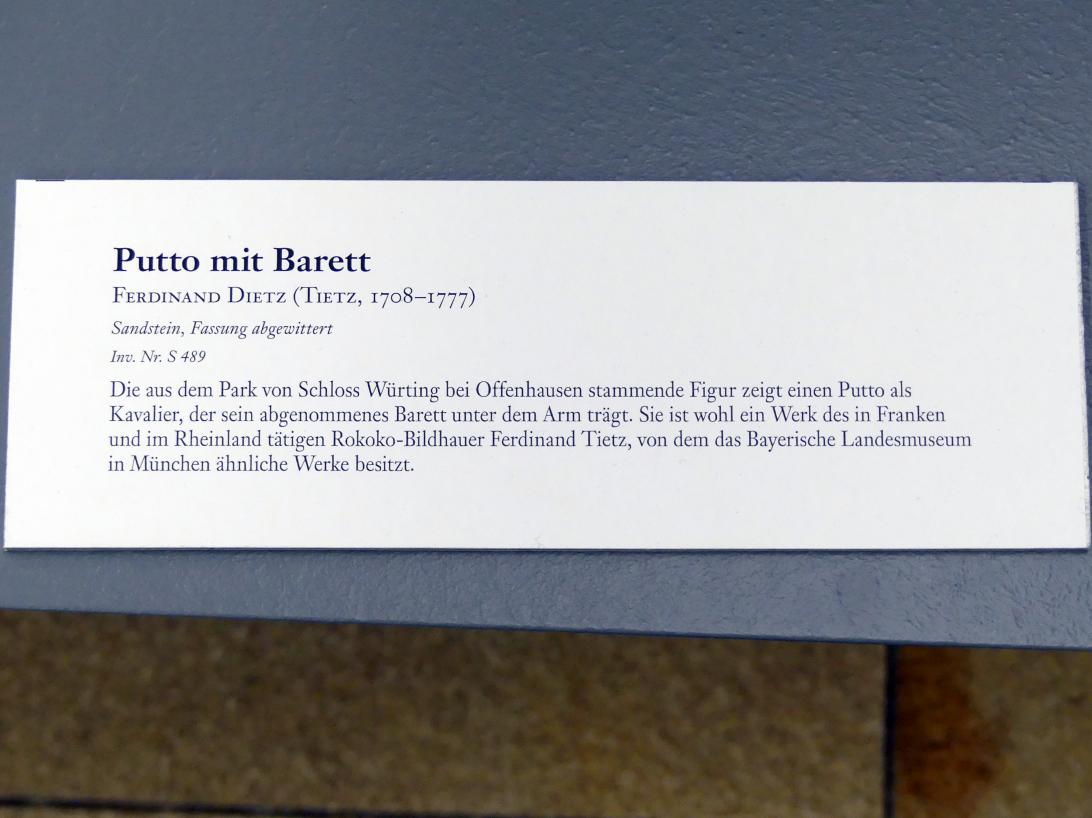 Putto mit Barett
Ferdinand Dietz (Tietz, 1708–1777)
Sandstein, Fassung abgewittert
Inv. Nr. S 489
Die aus dem Park von Schloss Würting bei Offenhausen stammende Figur zeigt einen Putto als
Kavalier, der sein abgenommenes Barett unter dem Arm trägt. Sie ist wohl ein Werk des in Franken
und im Rheinland tätigen Rokoko-Bildhauer Ferdinand Tietz, von dem das Bayerische Landesmuseum
in München ähnliche Werke besitzt.